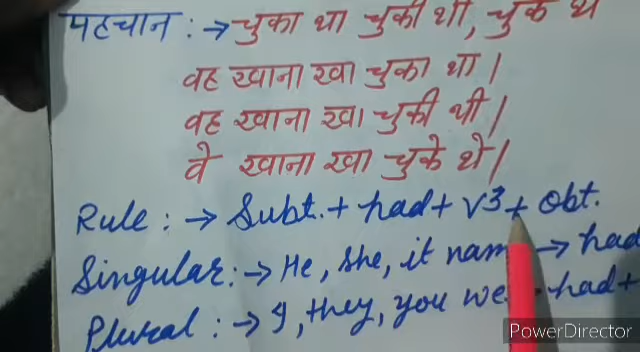 पहचान :→ चुका था चुकी थी, चुके थे
वह खाना खा चुका था।
वह खाना खा चुकी थी।
वे खाना खा चुके थे।
Rule :→ Subt. + had + V3 + Obt.
Singular :→ He, she, it nam → had
Plural :→ I, they, you we had +
PowerDirector